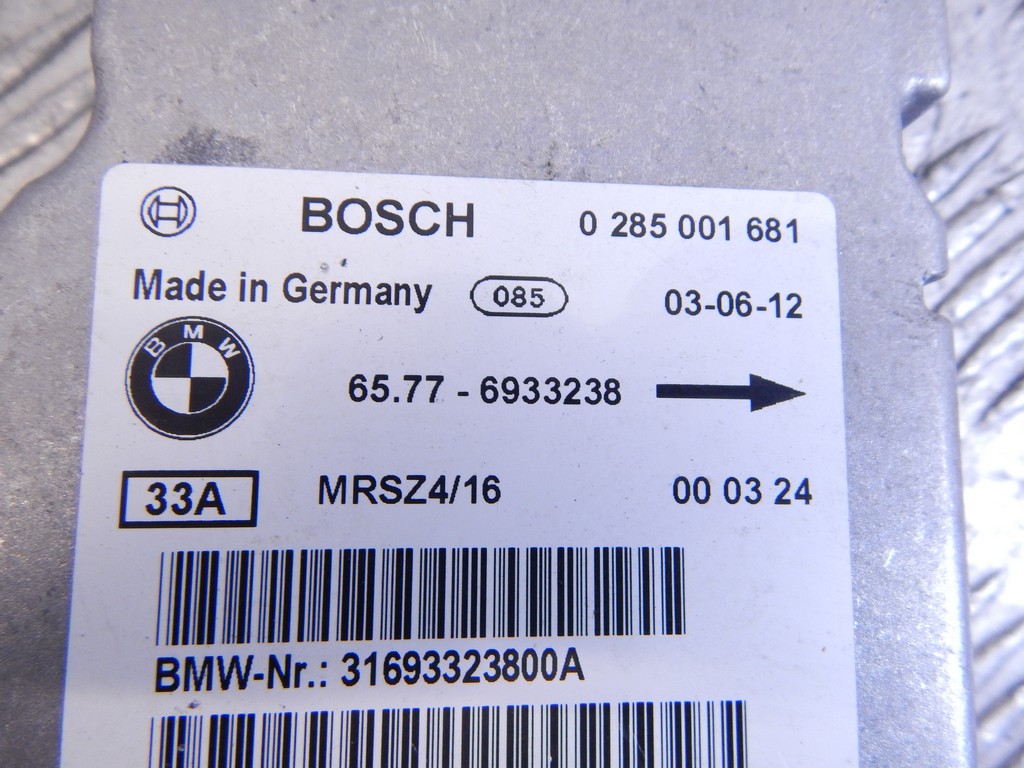 BOSCH 0 285 001 681
Made in Germany 085 03-06-12
BMW
65.77 - 6933238
33A MRSZ4/16 00 03 24
BMW-Nr.: 31693323800A